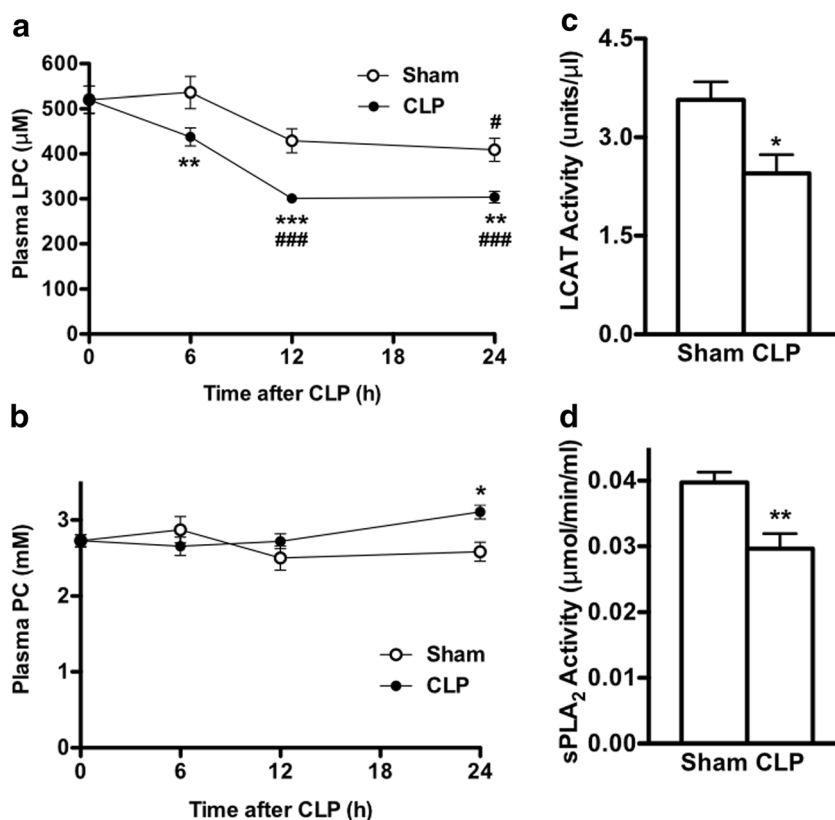 a
Plasma LPC (µM)
600
500
400
300
200
100
0
Sham
CLP
**
***
###
#
**
###
0 6 12 18 24
Time after CLP (h)
b
Plasma PC (mM)
3
2
1
0
*
Sham
CLP
0 6 12 18 24
Time after CLP (h)
c
LCAT Activity (units/µl)
4.5
3.0
1.5
0.0
*
Sham CLP
d
sPLA₂ Activity (µmol/min/ml)
0.04
0.03
0.02
0.01
0.00
**
Sham CLP